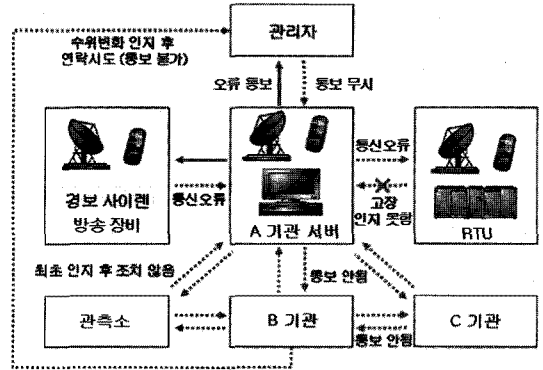 관리자
수위변화 인지 후
연락시도 (통보 불가)
오류 통보
통보 무시
경보 사이렌
방송 장비
통신오류
A 기관 서버
통신오류
고장
인지 못함
RTU
최초 인지 후 조치 않음
통보 안됨
관측소
B 기관
통보 안됨
C 기관